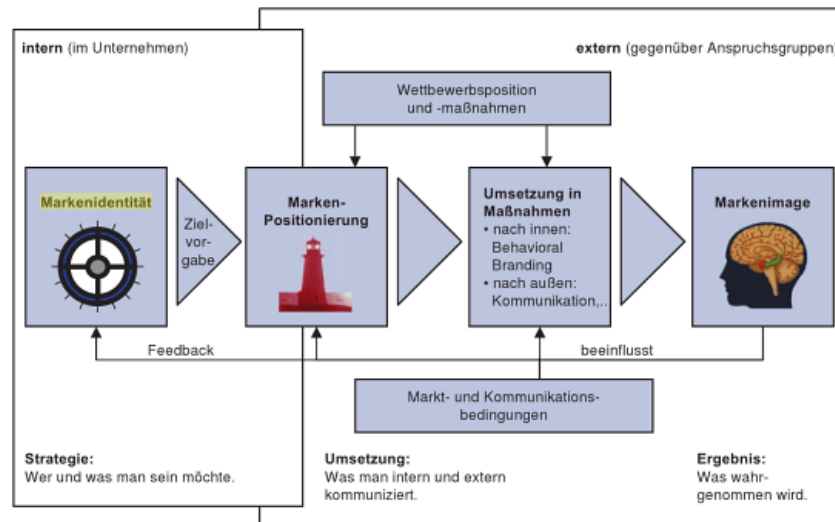 intern (im Unternehmen)
extern (gegenüber Anspruchsgruppen)
Wettbewerbsposition
und -maßnahmen
Markenidentität
Ziel-
vor-
gabe
Marken-
Positionierung
Umsetzung in
Maßnahmen
• nach innen:
Behavioral
Branding
• nach außen:
Kommunikation,..
Markenimage
Feedback
beeinflusst
Markt- und Kommunikations-
bedingungen
Strategie:
Wer und was man sein möchte.
Umsetzung:
Was man intern und extern
kommuniziert.
Ergebnis:
Was wahr-
genommen wird.